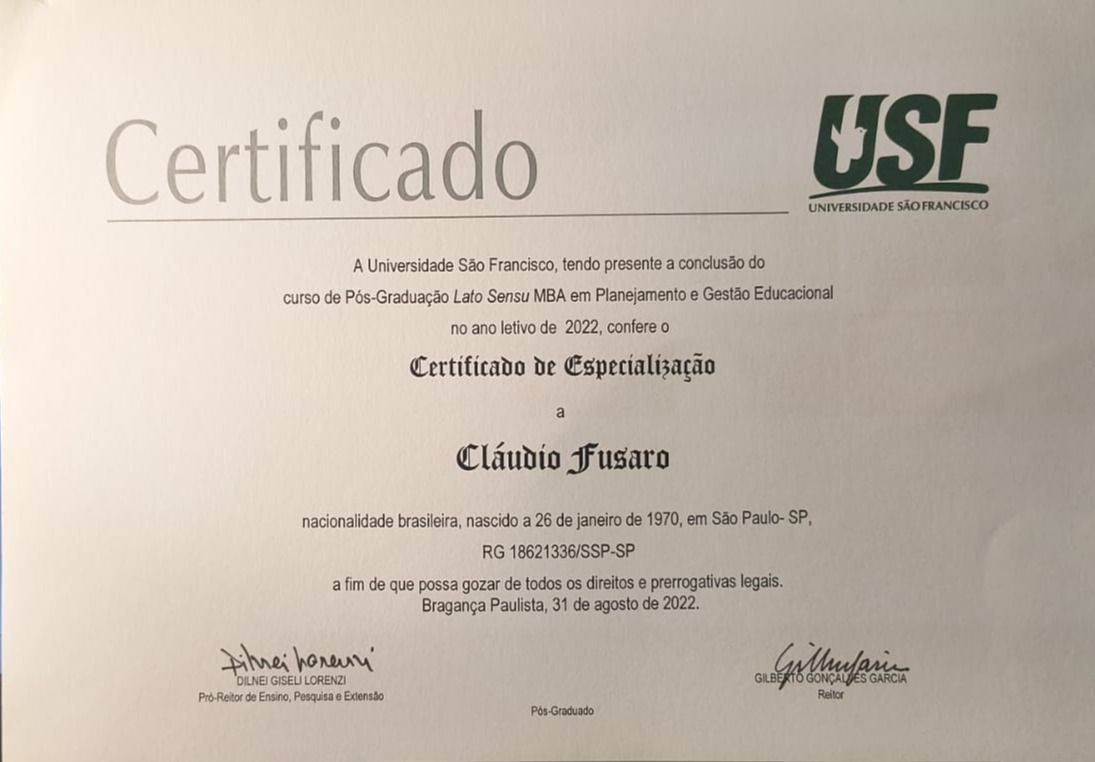 Certificado
USF
UNIVERSIDADE SÃO FRANCISCO
A Universidade São Francisco, tendo presente a conclusão do
curso de Pós-Graduação Lato Sensu MBA em Planejamento e Gestão Educacional
no ano letivo de 2022, confere o
Certificado de Especialização
a
Cláudio Fusaro
nacionalidade brasileira, nascido a 26 de janeiro de 1970, em São Paulo- SP,
RG 18621336/SSP-SP
a fim de que possa gozar de todos os direitos e prerrogativas legais.
Bragança Paulista, 31 de agosto de 2022.
Dilnei Lorenzi
DILNEI GISELI LORENZI
Pró-Reitor de Ensino, Pesquisa e Extensão
GILBERTO GONÇALVES GARCIA
Reitor
Pós-Graduado